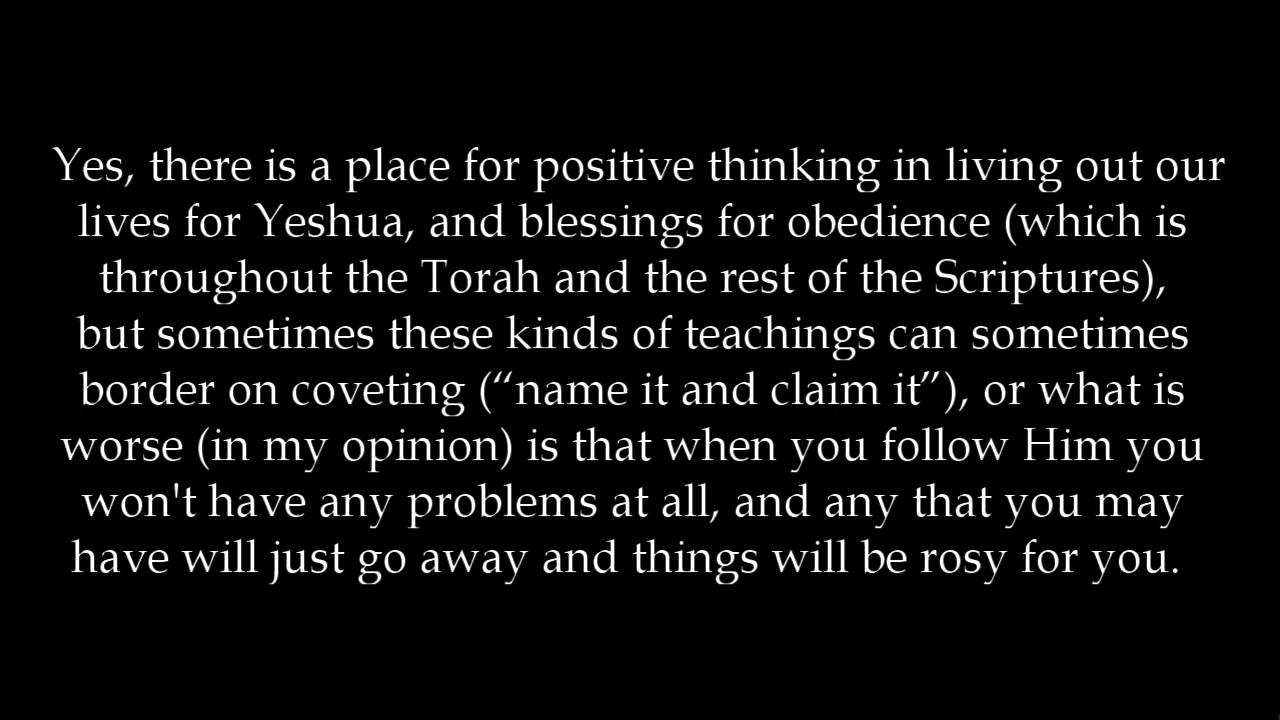 Yes, there is a place for positive thinking in living out our
lives for Yeshua, and blessings for obedience (which is
throughout the Torah and the rest of the Scriptures),
but sometimes these kinds of teachings can sometimes
border on coveting (“name it and claim it”), or what is
worse (in my opinion) is that when you follow Him you
won't have any problems at all, and any that you may
have will just go away and things will be rosy for you.